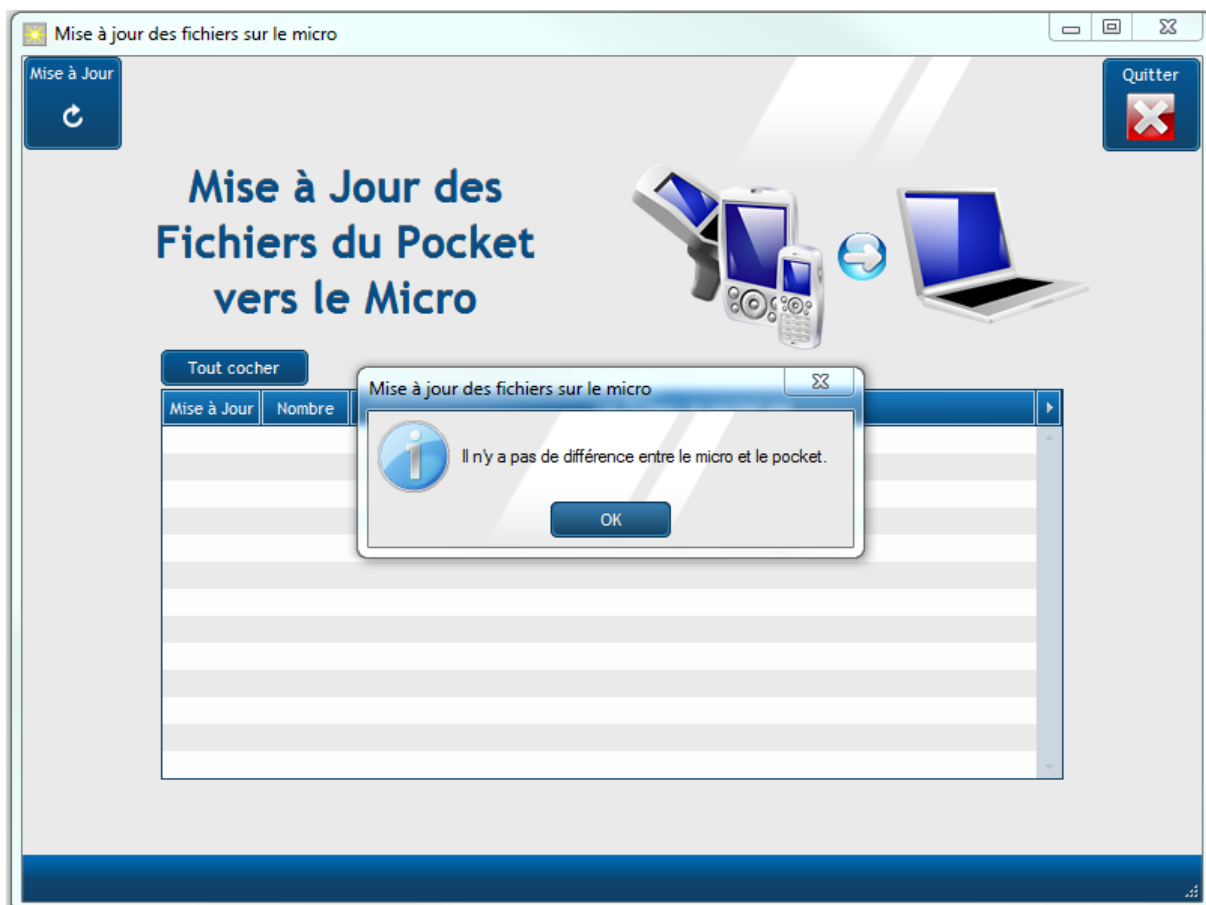 Mise à jour des fichiers sur le micro
Mise à Jour
Quitter
Mise à Jour des
Fichiers du Pocket
vers le Micro
Tout cocher
Mise à Jour Nombre
Mise à jour des fichiers sur le micro
Il n'y a pas de différence entre le micro et le pocket.
OK